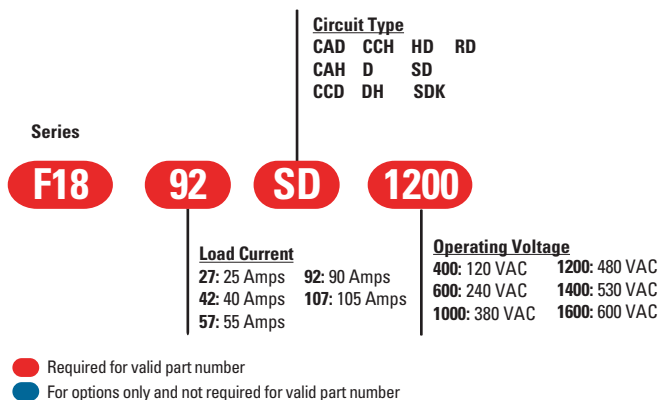 Circuit Type
CAD CCH HD RD
CAH D SD
CCD DH SDK
Series
F18 92 SD 1200
Load Current
27: 25 Amps 92: 90 Amps
42: 40 Amps 107: 105 Amps
57: 55 Amps
Operating Voltage
400: 120 VAC 1200: 480 VAC
600: 240 VAC 1400: 530 VAC
1000: 380 VAC 1600: 600 VAC
Required for valid part number
For options only and not required for valid part number